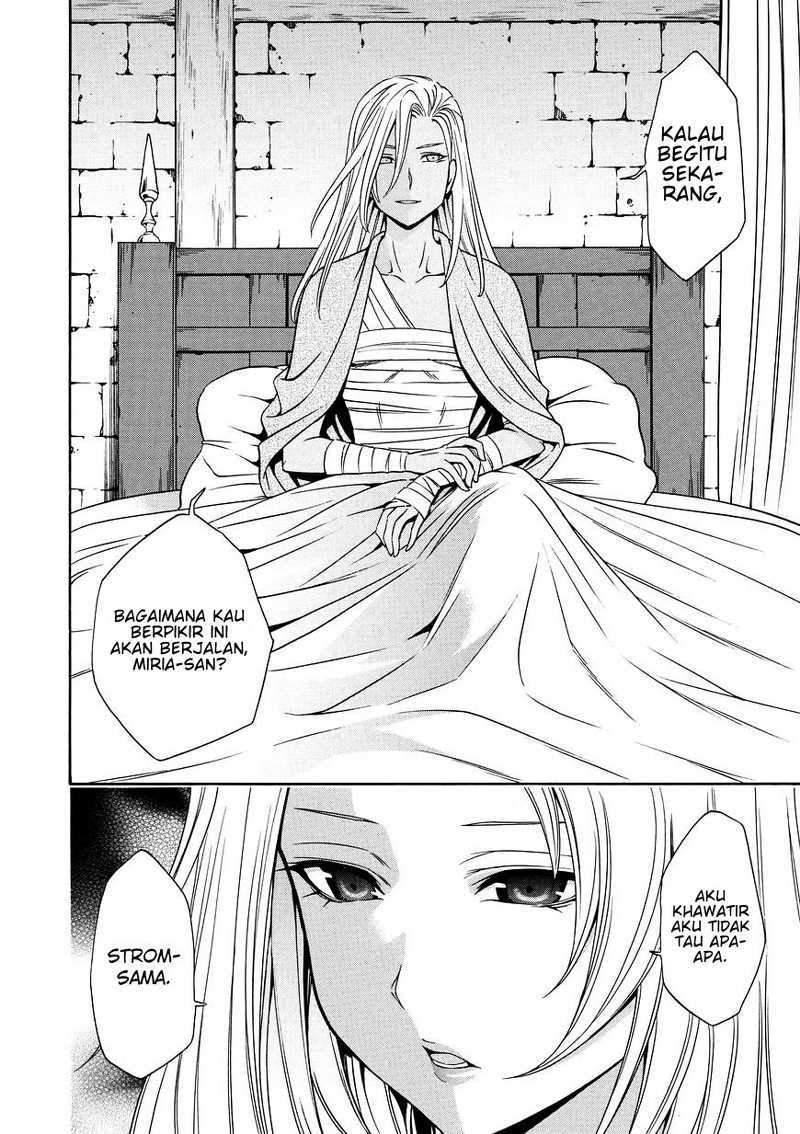 KALAU
BEGITU
SEKA-
RANG,
BAGAIMANA KAU
BERPIKIR INI
AKAN BERJALAN,
MIRIA-SAN?
AKU
KHAWATIR
AKU TIDAK
TAU APA-
APA.
STROM-
SAMA.